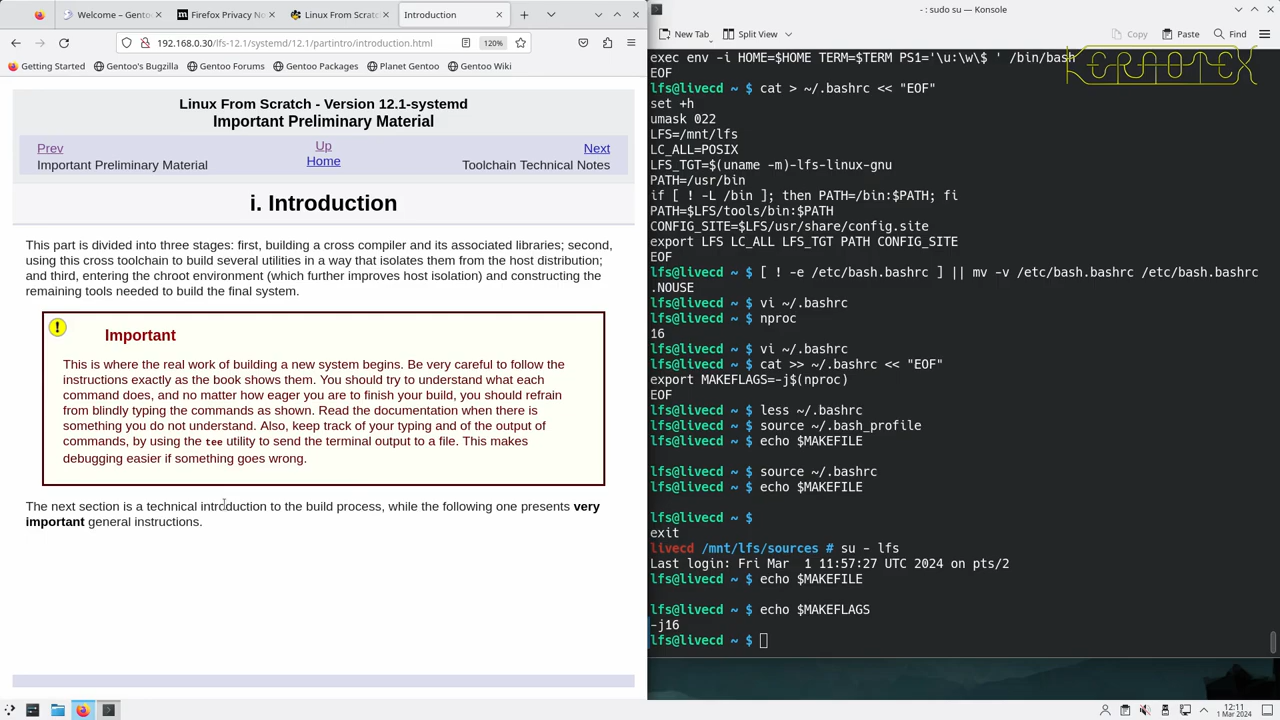 Welcome – Gentoo
Firefox Privacy No
Linux From Scratc
Introduction
192.168.0.30/lfs-12.1/systemd/12.1/partintro/introduction.html
120%
Getting Started
Gentoo's Bugzilla
Gentoo Forums
Gentoo Packages
Planet Gentoo
Gentoo Wiki
Linux From Scratch - Version 12.1-systemd
Important Preliminary Material
Prev
Up
Next
Important Preliminary Material
Home
Toolchain Technical Notes
i. Introduction
This part is divided into three stages: first, building a cross compiler and its associated libraries; second,
using this cross toolchain to build several utilities in a way that isolates them from the host distribution;
and third, entering the chroot environment (which further improves host isolation) and constructing the
remaining tools needed to build the final system.
!
Important
This is where the real work of building a new system begins. Be very careful to follow the
instructions exactly as the book shows them. You should try to understand what each
command does, and no matter how eager you are to finish your build, you should refrain
from blindly typing the commands as shown. Read the documentation when there is
something you do not understand. Also, keep track of your typing and of the output of
commands, by using the tee utility to send the terminal output to a file. This makes
debugging easier if something goes wrong.
The next section is a technical introduction to the build process, while the following one presents very
important general instructions.
- : sudo su — Konsole
New Tab
Split View
Copy
Paste
Find
KERNOTEX
exec env -i HOME=$HOME TERM=$TERM PS1='\u:\w\$ ' /bin/bash
EOF
lfs@livecd ~ $ cat > ~/.bashrc << "EOF"
set +h
umask 022
LFS=/mnt/lfs
LC_ALL=POSIX
LFS_TGT=$(uname -m)-lfs-linux-gnu
PATH=/usr/bin
if [ ! -L /bin ]; then PATH=/bin:$PATH; fi
PATH=$LFS/tools/bin:$PATH
CONFIG_SITE=$LFS/usr/share/config.site
export LFS LC_ALL LFS_TGT PATH CONFIG_SITE
EOF
lfs@livecd ~ $ [ ! -e /etc/bash.bashrc ] || mv -v /etc/bash.bashrc /etc/bash.bashrc
.NOUSE
lfs@livecd ~ $ vi ~/.bashrc
lfs@livecd ~ $ nproc
16
lfs@livecd ~ $ vi ~/.bashrc
lfs@livecd ~ $ cat >> ~/.bashrc << "EOF"
export MAKEFLAGS=-j$(nproc)
EOF
lfs@livecd ~ $ less ~/.bashrc
lfs@livecd ~ $ source ~/.bash_profile
lfs@livecd ~ $ echo $MAKEFILE
lfs@livecd ~ $ source ~/.bashrc
lfs@livecd ~ $ echo $MAKEFILE
lfs@livecd ~ $
exit
livecd /mnt/lfs/sources # su - lfs
Last login: Fri Mar  1 11:57:27 UTC 2024 on pts/2
lfs@livecd ~ $ echo $MAKEFILE
lfs@livecd ~ $ echo $MAKEFLAGS
-j16
lfs@livecd ~ $
12:11
1 Mar 2024